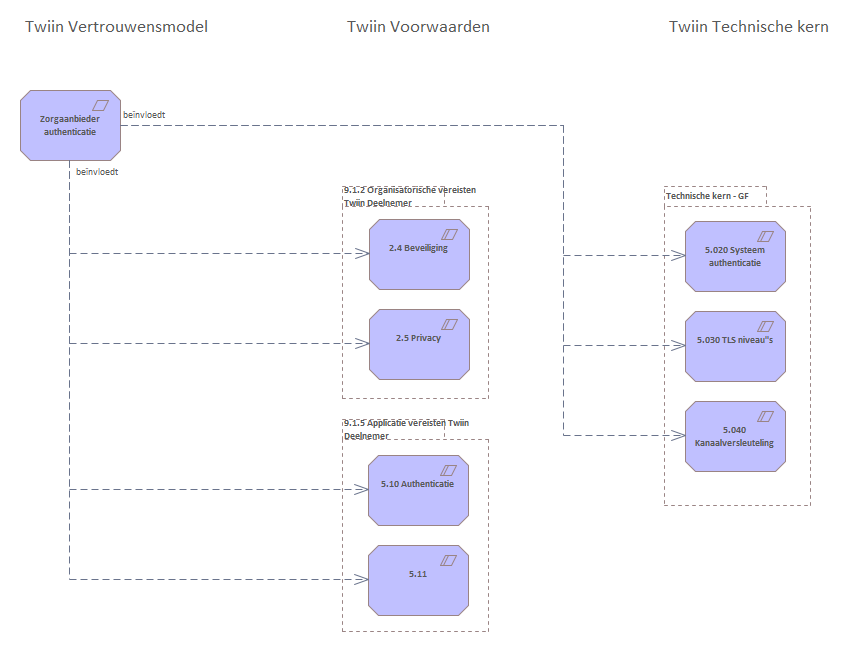 Twiin Vertrouwensmodel
Twiin Voorwaarden
Twiin Technische kern
Zorgaanbieder
authenticatie
beïnvloedt
beïnvloedt
9.1.2 Organisatorische vereisten
Twiin Deelnemer
2.4 Beveiliging
2.5 Privacy
9.1.5 Applicatie vereisten Twiin
Deelnemer
5.10 Authenticatie
5.11
Technische kern - GF
5.020 Systeem
authenticatie
5.030 TLS niveau"s
5.040
Kanaalversleuteling